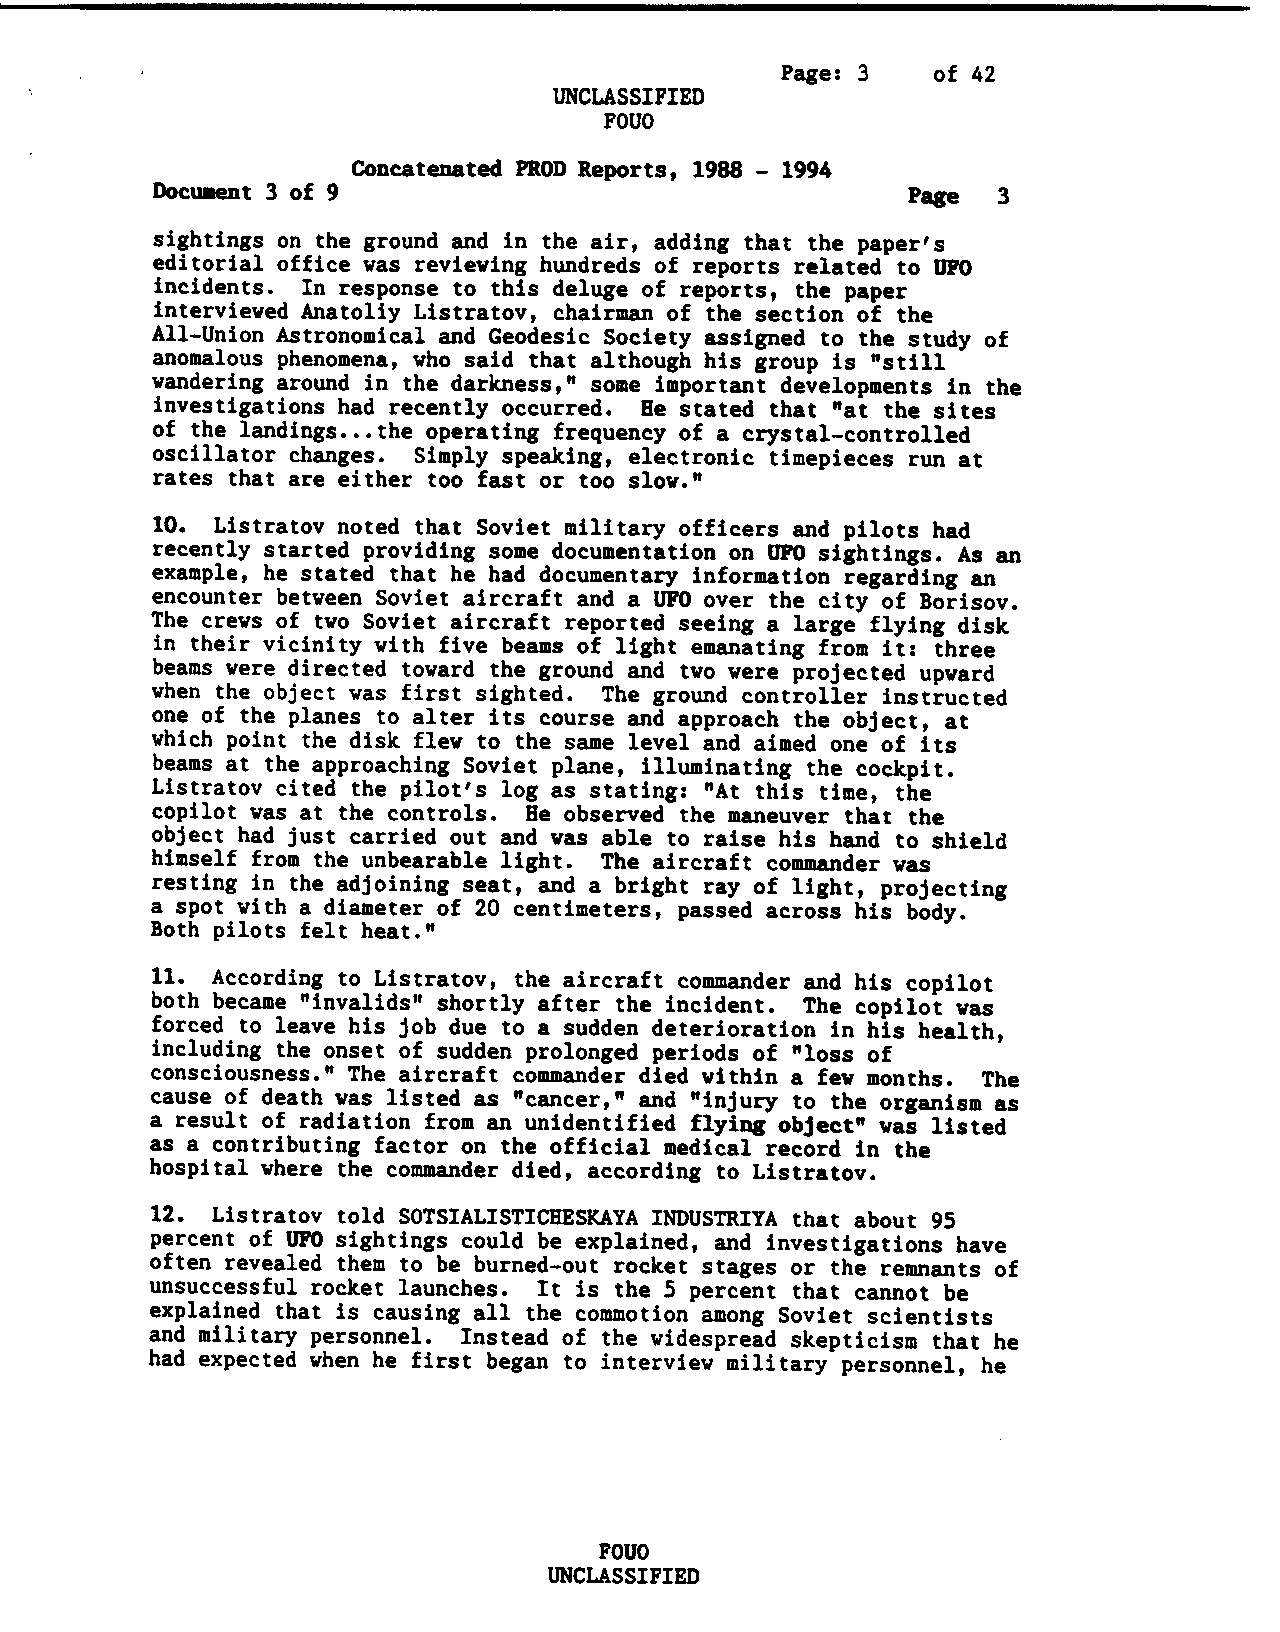 Page: 3 of 42
UNCLASSIFIED
FOUO
Concatenated PROD Reports, 1988 - 1994
Document 3 of 9 Page 3
sightings on the ground and in the air, adding that the paper's
editorial office was reviewing hundreds of reports related to UFO
incidents. In response to this deluge of reports, the paper
interviewed Anatoliy Listratov, chairman of the section of the
All-Union Astronomical and Geodesic Society assigned to the study of
anomalous phenomena, who said that although his group is "still
wandering around in the darkness," some important developments in the
investigations had recently occurred. He stated that "at the sites
of the landings...the operating frequency of a crystal-controlled
oscillator changes. Simply speaking, electronic timepieces run at
rates that are either too fast or too slow."
10. Listratov noted that Soviet military officers and pilots had
recently started providing some documentation on UFO sightings. As an
example, he stated that he had documentary information regarding an
encounter between Soviet aircraft and a UFO over the city of Borisov.
The crews of two Soviet aircraft reported seeing a large flying disk
in their vicinity with five beams of light emanating from it: three
beams were directed toward the ground and two were projected upward
when the object was first sighted. The ground controller instructed
one of the planes to alter its course and approach the object, at
which point the disk flew to the same level and aimed one of its
beams at the approaching Soviet plane, illuminating the cockpit.
Listratov cited the pilot's log as stating: "At this time, the
copilot was at the controls. He observed the maneuver that the
object had just carried out and was able to raise his hand to shield
himself from the unbearable light. The aircraft commander was
resting in the adjoining seat, and a bright ray of light, projecting
a spot with a diameter of 20 centimeters, passed across his body.
Both pilots felt heat."
11. According to Listratov, the aircraft commander and his copilot
both became "invalids" shortly after the incident. The copilot was
forced to leave his job due to a sudden deterioration in his health,
including the onset of sudden prolonged periods of "loss of
consciousness." The aircraft commander died within a few months. The
cause of death was listed as "cancer," and "injury to the organism as
a result of radiation from an unidentified flying object" was listed
as a contributing factor on the official medical record in the
hospital where the commander died, according to Listratov.
12. Listratov told SOTSIALISTICHESKAYA INDUSTRIYA that about 95
percent of UFO sightings could be explained, and investigations have
often revealed them to be burned-out rocket stages or the remnants of
unsuccessful rocket launches. It is the 5 percent that cannot be
explained that is causing all the commotion among Soviet scientists
and military personnel. Instead of the widespread skepticism that he
had expected when he first began to interview military personnel, he
FOUO
UNCLASSIFIED